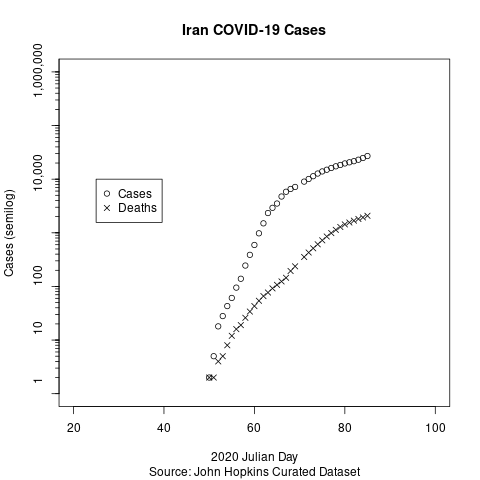 Iran COVID-19 Cases
Cases (semilog)
1,000,000
10,000
100
10
1
Cases
Deaths
20 40 60 80 100
2020 Julian Day
Source: John Hopkins Curated Dataset